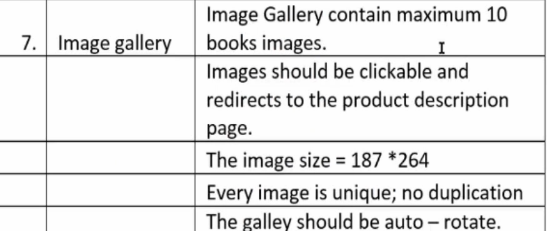 Image Gallery contain maximum 10
7. Image gallery books images.
Images should be clickable and
redirects to the product description
page.
The image size = 187 *264
Every image is unique; no duplication
The galley should be auto – rotate.